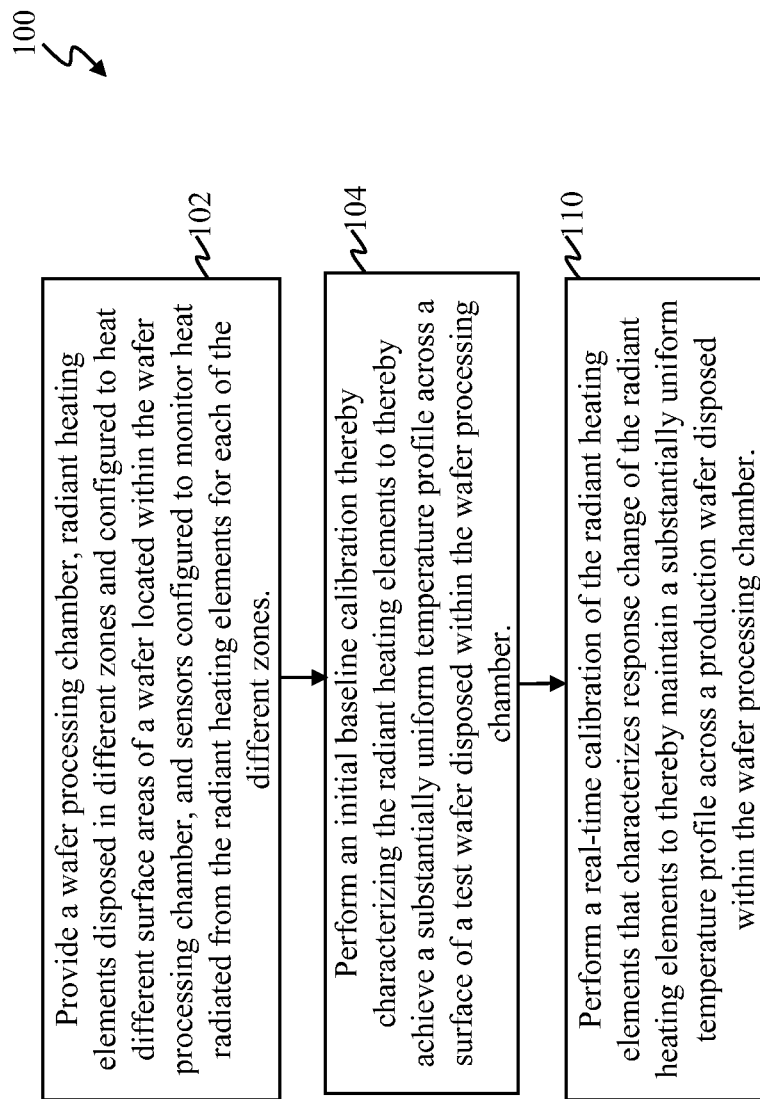 100
102
Provide a wafer processing chamber, radiant heating
elements disposed in different zones and configured to heat
different surface areas of a wafer located within the wafer
processing chamber, and sensors configured to monitor heat
radiated from the radiant heating elements for each of the
different zones.
104
Perform an initial baseline calibration thereby
characterizing the radiant heating elements to thereby
achieve a substantially uniform temperature profile across a
surface of a test wafer disposed within the wafer processing
chamber.
110
Perform a real-time calibration of the radiant heating
elements that characterizes response change of the radiant
heating elements to thereby maintain a substantially uniform
temperature profile across a production wafer disposed
within the wafer processing chamber.